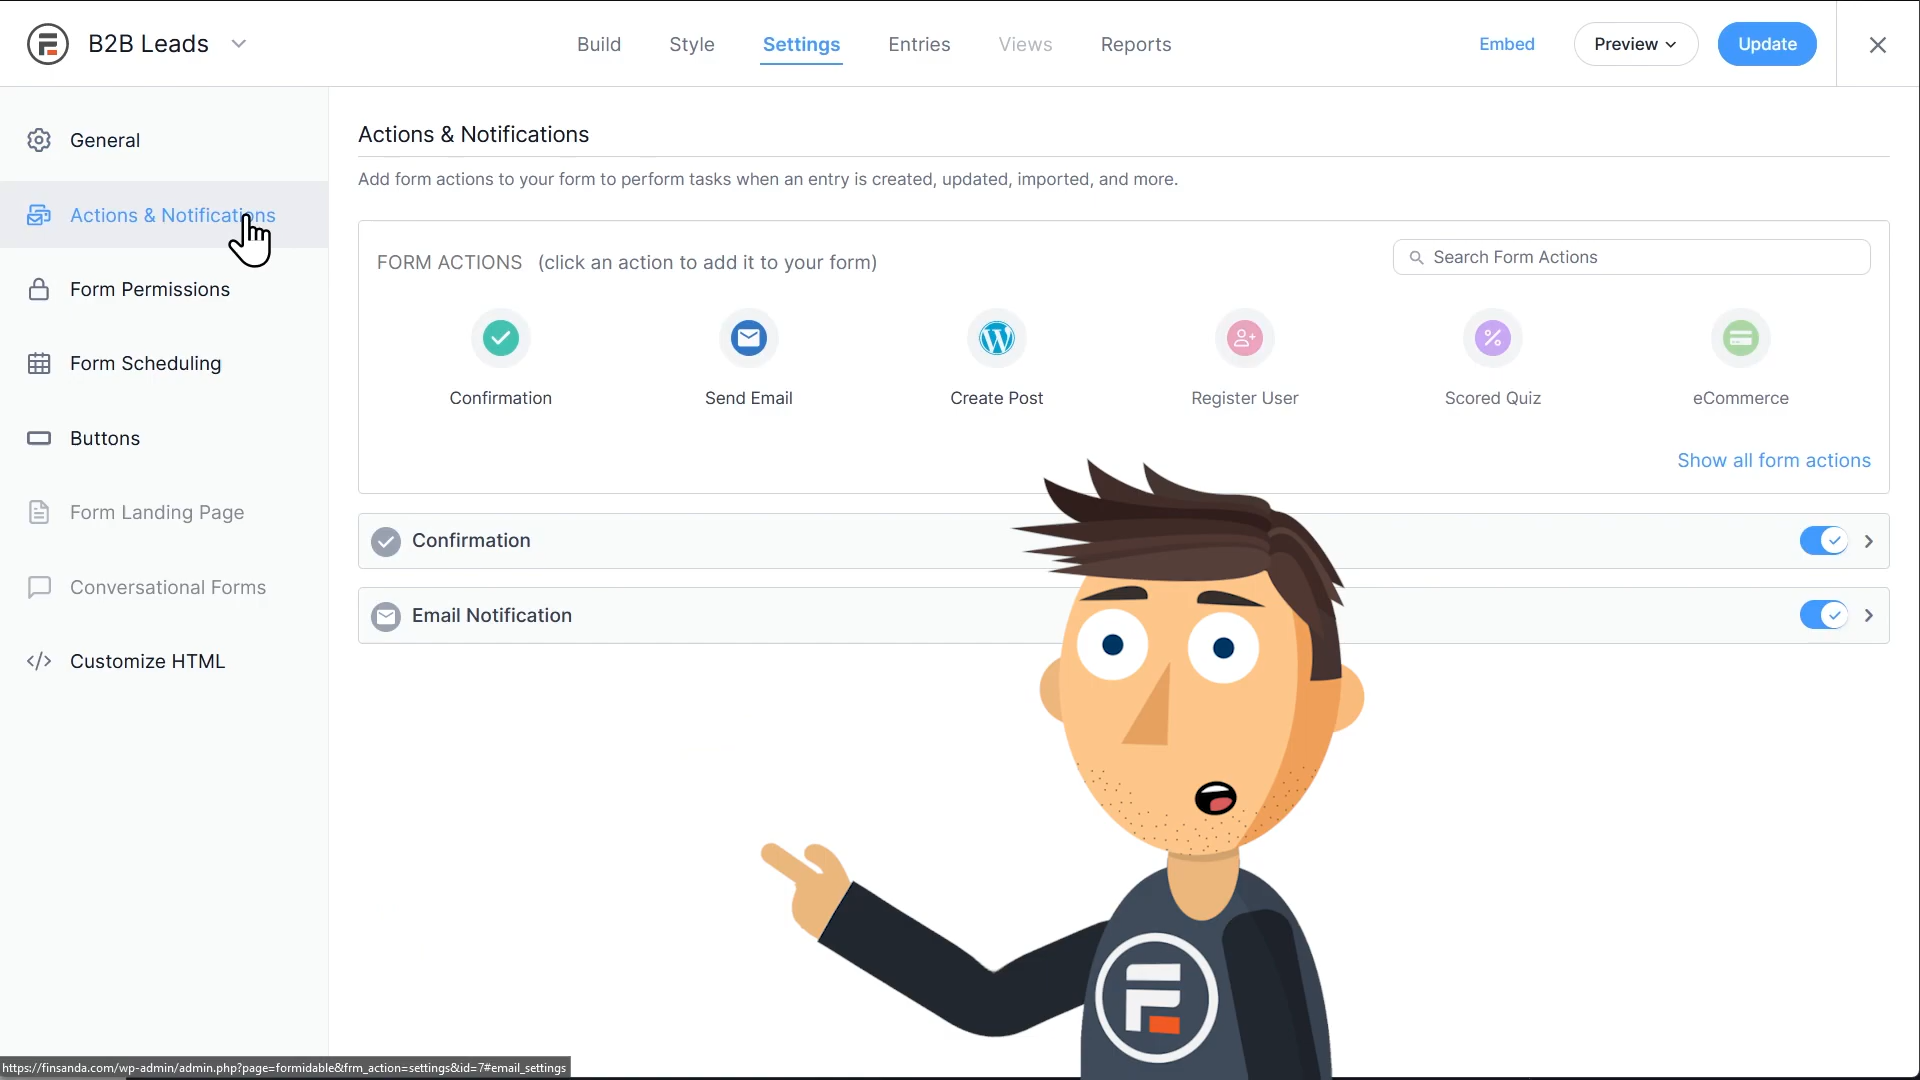 B2B Leads
Build
Style
Settings
Entries
Views
Reports
Embed
Preview
Update
General
Actions & Notifications
Form Permissions
Form Scheduling
Buttons
Form Landing Page
Conversational Forms
Customize HTML
Actions & Notifications
Add form actions to your form to perform tasks when an entry is created, updated, imported, and more.
FORM ACTIONS (click an action to add it to your form)
Search Form Actions
Confirmation
Send Email
Create Post
Register User
Scored Quiz
eCommerce
Show all form actions
Confirmation
Email Notification
https://finsanda.com/wp-admin/admin.php?page=formidable&frm_action=settings&id=7#email_settings